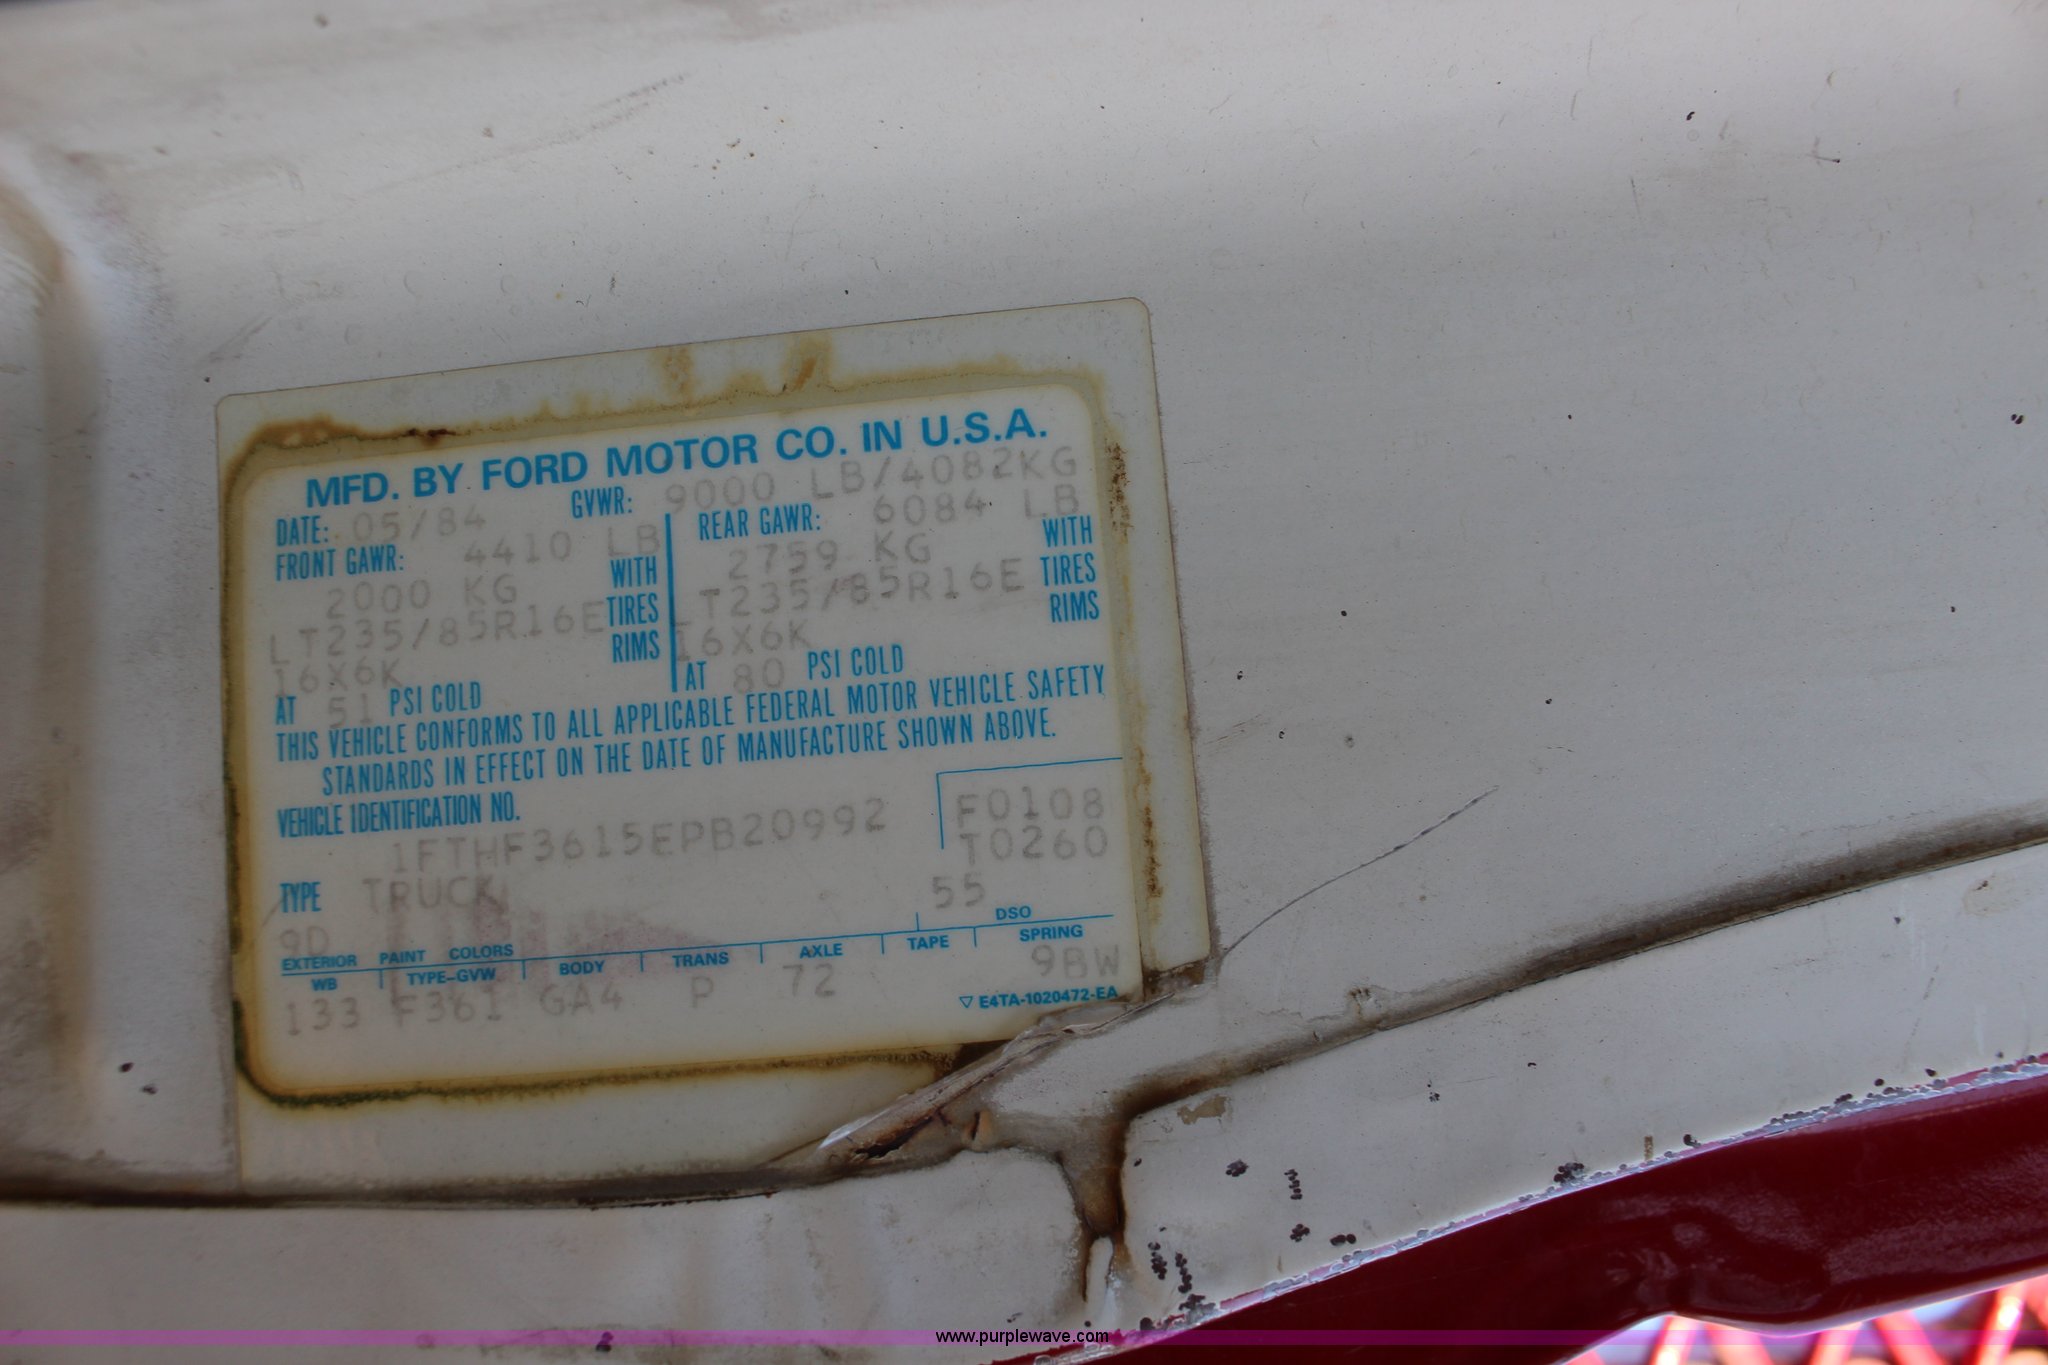 MFD. BY FORD MOTOR CO. IN U.S.A.
DATE: 05/84 GVWR: 9000 LB/4082KG
FRONT GAWR: 4410 LB
2000 KG WITH
LT235/85R16E TIRES
16X6K RIMS
AT 51 PSI COLD
REAR GAWR: 6084 LB
2759 KG WITH
LT235/85R16E TIRES
16X6K RIMS
AT 80 PSI COLD
THIS VEHICLE CONFORMS TO ALL APPLICABLE FEDERAL MOTOR VEHICLE SAFETY
STANDARDS IN EFFECT ON THE DATE OF MANUFACTURE SHOWN ABOVE.
VEHICLE IDENTIFICATION NO.
1FTHF3615EPB20992
F0108
T0260
TYPE TRUCK
55
9D
EXTERIOR PAINT COLORS DSO
WB TYPE-GVW BODY TRANS AXLE TAPE SPRING
133 F361 GA4 P 72 9BW
▽ E4TA-1020472-EA
www.purplewave.com